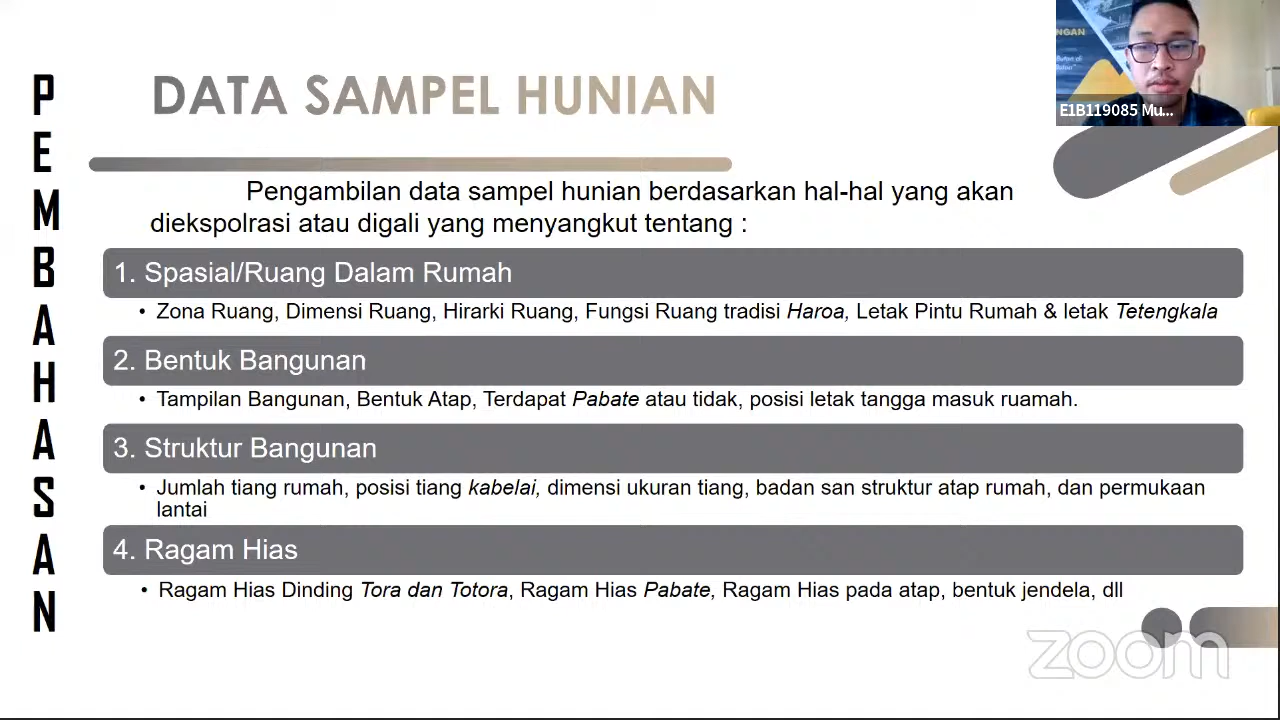 PEMBAHASAN
DATA SAMPEL HUNIAN
NGAN
E1B119085 Mu...
Pengambilan data sampel hunian berdasarkan hal-hal yang akan
diekspolrasi atau digali yang menyangkut tentang :
1. Spasial/Ruang Dalam Rumah
• Zona Ruang, Dimensi Ruang, Hirarki Ruang, Fungsi Ruang tradisi Haroa, Letak Pintu Rumah & letak Tetengkala
2. Bentuk Bangunan
• Tampilan Bangunan, Bentuk Atap, Terdapat Pabate atau tidak, posisi letak tangga masuk ruamah.
3. Struktur Bangunan
• Jumlah tiang rumah, posisi tiang kabelai, dimensi ukuran tiang, badan san struktur atap rumah, dan permukaan
lantai
4. Ragam Hias
• Ragam Hias Dinding Tora dan Totora, Ragam Hias Pabate, Ragam Hias pada atap, bentuk jendela, dll
zoom